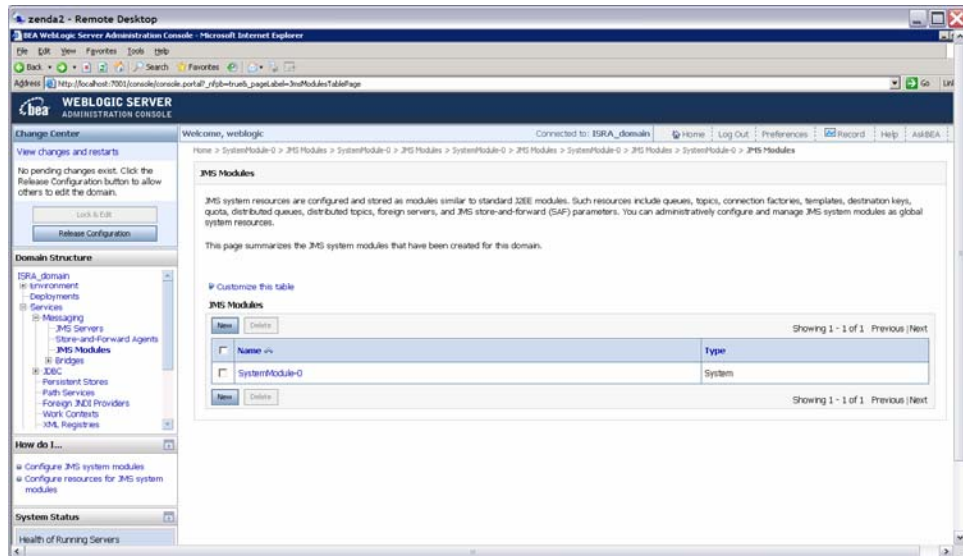 zenda2 - Remote Desktop
BEA WebLogic Server Administration Console - Microsoft Internet Explorer
File Edit View Favorites Tools Help
Back Search Favorites
Address http://localhost:7001/console/console.portal?_nfpb=true&_pageLabel=JmsModulesTablePage Go
bea WEBLOGIC SERVER
ADMINISTRATION CONSOLE
Change Center
Welcome, weblogic Connected to: ISRA_domain Home Log Out Preferences Record Help AskBEA
View changes and restarts
Home > SystemModule-0 > JMS Modules > SystemModule-0 > JMS Modules > SystemModule-0 > JMS Modules > SystemModule-0 > JMS Modules > SystemModule-0 > JMS Modules
No pending changes exist. Click the
Release Configuration button to allow
others to edit the domain.
Lock & Edit
Release Configuration
JMS Modules
JMS system resources are configured and stored as modules similar to standard J2EE modules. Such resources include queues, topics, connection factories, templates, destination keys,
quota, distributed queues, distributed topics, foreign servers, and JMS store-and-forward (SAF) parameters. You can administratively configure and manage JMS system modules as global
system resources.
This page summarizes the JMS system modules that have been created for this domain.
Domain Structure
ISRA_domain
Environment
Deployments
Services
Messaging
JMS Servers
Store-and-Forward Agents
JMS Modules
Bridges
JDBC
Persistent Stores
Path Services
Foreign JNDI Providers
Work Contexts
XML Registries
Customize this table
JMS Modules
New Delete Showing 1 - 1 of 1 Previous | Next
Name Type
SystemModule-0 System
New Delete Showing 1 - 1 of 1 Previous | Next
How do I...
Configure JMS system modules
Configure resources for JMS system
modules
System Status
Health of Running Servers